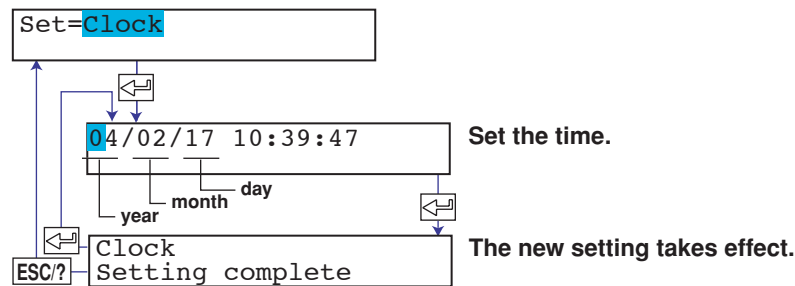 Set=Clock
04/02/17 10:39:47
Set the time.
year
month
day
Clock
Setting complete
The new setting takes effect.
ESC/?